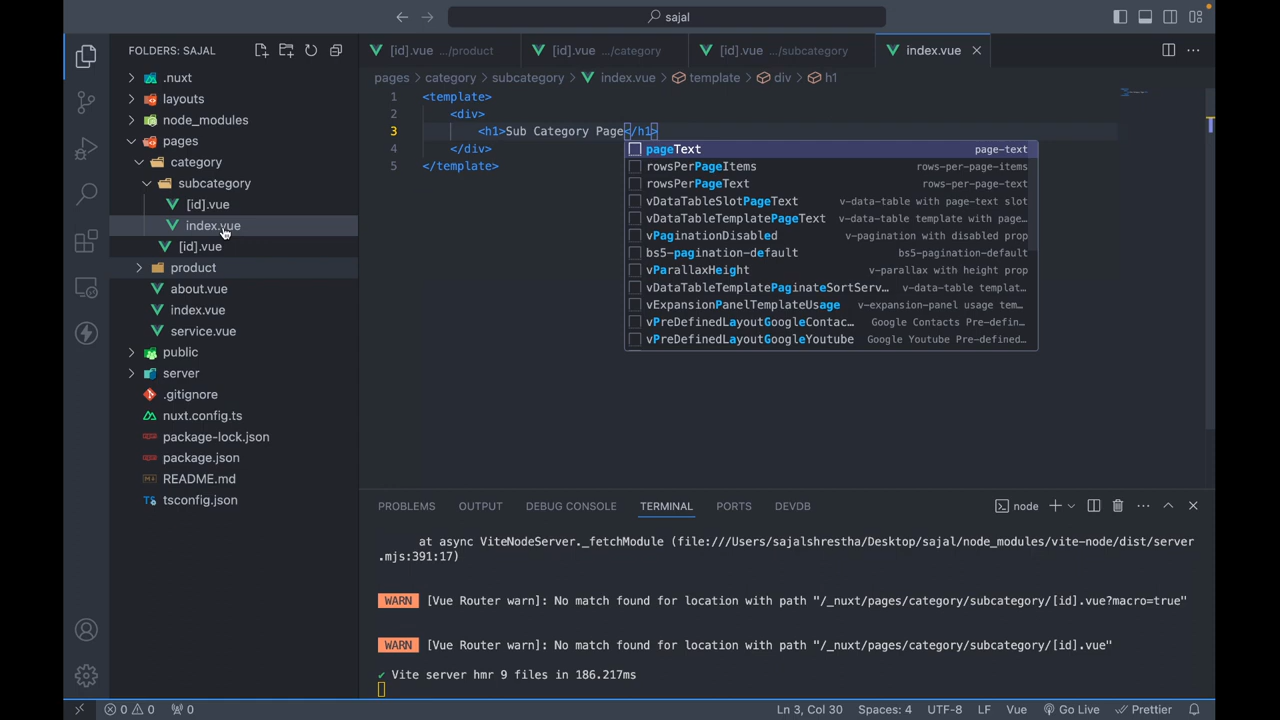 sajal
FOLDERS: SAJAL
.nuxt
layouts
node_modules
pages
category
subcategory
[id].vue
index.vue
[id].vue
product
about.vue
index.vue
service.vue
public
server
.gitignore
nuxt.config.ts
package-lock.json
package.json
README.md
tsconfig.json
[id].vue .../product
[id].vue .../category
[id].vue .../subcategory
index.vue
pages > category > subcategory > index.vue > template > div > h1
1 <template>
2 <div>
3 <h1>Sub Category Page</h1>
4 </div>
5 </template>
pageText page-text
rowsPerPageItems rows-per-page-items
rowsPerPageText rows-per-page-text
vDataTableSlotPageText v-data-table with page-text slot
vDataTableTemplatePageText v-data-table template with page…
vPaginationDisabled v-pagination with disabled prop
bs5-pagination-default bs5-pagination-default
vParallaxHeight v-parallax with height prop
vDataTableTemplatePaginateSortServ… v-data-table templat…
vExpansionPanelTemplateUsage v-expansion-panel usage tem…
vPreDefinedLayoutGoogleContac… Google Contacts Pre-defin…
vPreDefinedLayoutGoogleYoutube Google Youtube Pre-defined…
PROBLEMS OUTPUT DEBUG CONSOLE TERMINAL PORTS DEVDB node
at async ViteNodeServer._fetchModule (file:///Users/sajalshrestha/Desktop/sajal/node_modules/vite-node/dist/server
.mjs:391:17)
WARN [Vue Router warn]: No match found for location with path "/_nuxt/pages/category/subcategory/[id].vue?macro=true"
WARN [Vue Router warn]: No match found for location with path "/_nuxt/pages/category/subcategory/[id].vue"
✔ Vite server hmr 9 files in 186.217ms
0 0 0 Ln 3, Col 30 Spaces: 4 UTF-8 LF Vue Go Live Prettier